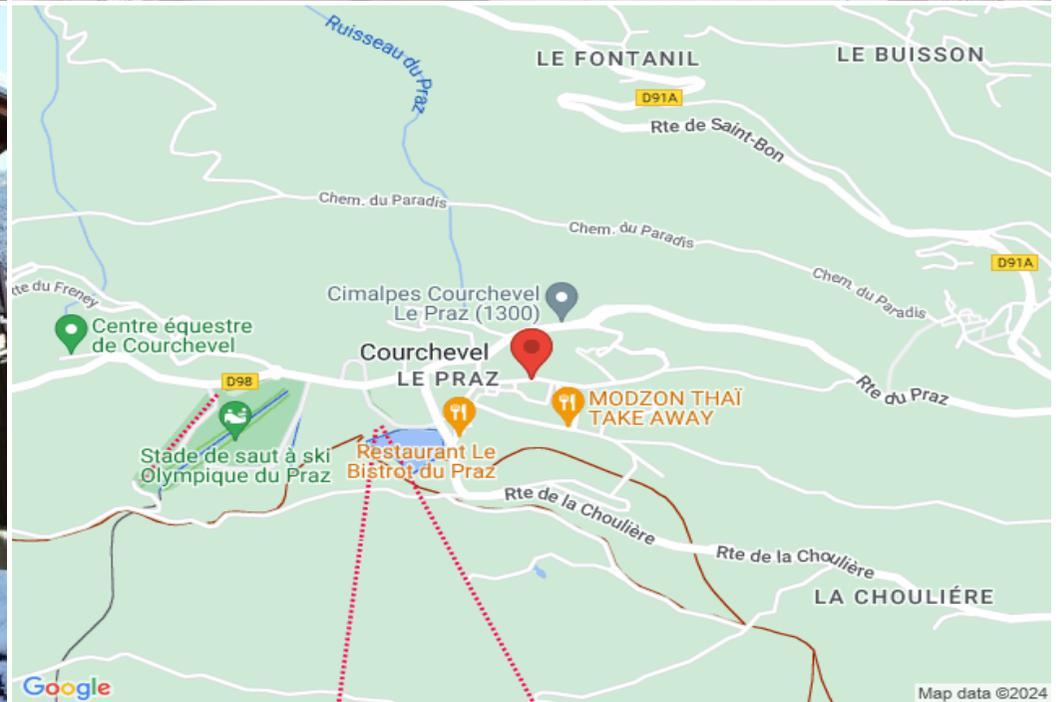 Ruisseau du Praz
LE FONTANIL
LE BUISSON
D91A
Rte de Saint-Bon
Chem. du Paradis
Chem. du Paradis
D91A
Chem. du Paradis
Rte du Freney
Cimalpes Courchevel
Le Praz (1300)
Centre équestre
de Courchevel
Courchevel
LE PRAZ
D98
MODZON THAÏ
TAKE AWAY
Rte du Praz
Stade de saut à ski
Olympique du Praz
Restaurant Le
Bistrot du Praz
Rte de la Choulière
Rte de la Choulière
LA CHOULIÉRE
Google
Map data ©2024